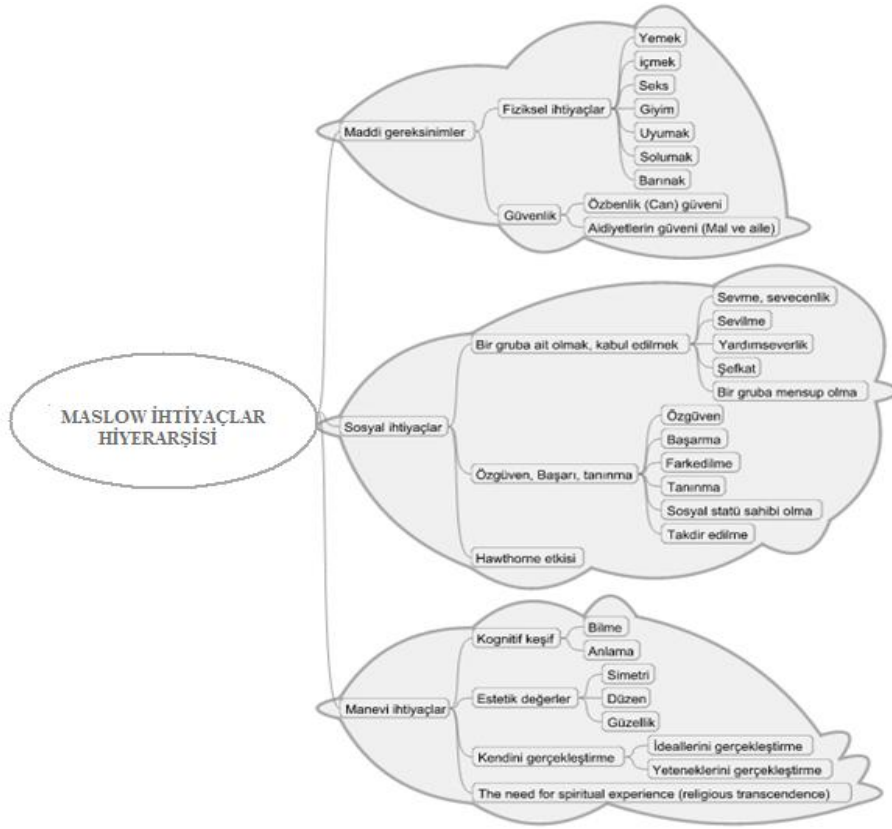 MASLOW İHTİYAÇLAR
HİYERARŞİSİ
Maddi gereksinimler
Fiziksel ihtiyaçlar
Yemek
içmek
Seks
Giyim
Uyumak
Solumak
Barınak
Güvenlik
Özbenlik (Can) güveni
Aidiyetlerin güveni (Mal ve aile)
Sosyal ihtiyaçlar
Bir gruba ait olmak, kabul edilmek
Sevme, sevecenlik
Sevilme
Yardımseverlik
Şefkat
Bir gruba mensup olma
Özgüven, Başarı, tanınma
Özgüven
Başarma
Farkedilme
Tanınma
Sosyal statü sahibi olma
Takdir edilme
Hawthorne etkisi
Manevi ihtiyaçlar
Kognitif keşif
Bilme
Anlama
Estetik değerler
Simetri
Düzen
Güzellik
Kendini gerçekleştirme
İdeallerini gerçekleştirme
Yeteneklerini gerçekleştirme
The need for spiritual experience (religious transcendence)